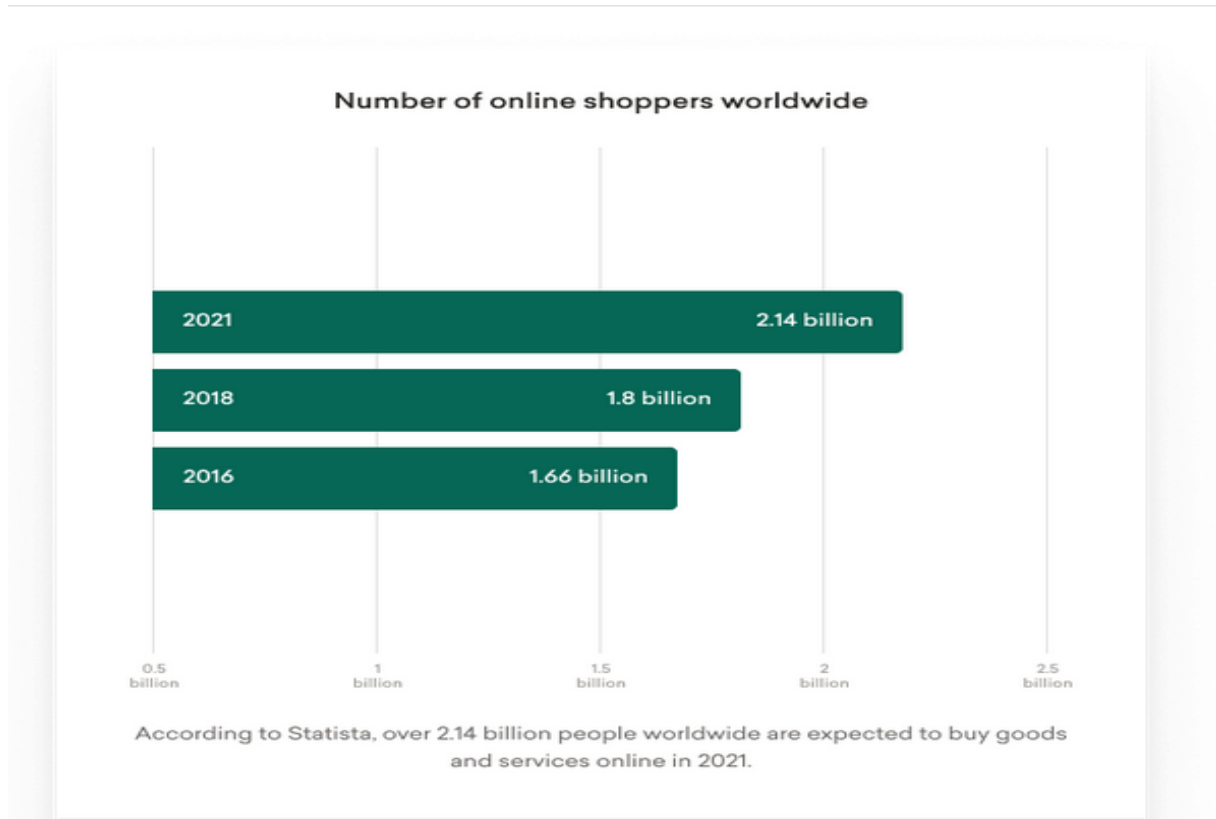 Number of online shoppers worldwide
2021 2.14 billion
2018 1.8 billion
1.66 billion 2016
0.5 billion
1 billion
1.5 billion
2 billion
2.5 billion
According to Statista, over 2.14 billion people worldwide are expected to buy goods
and services online in 2021.